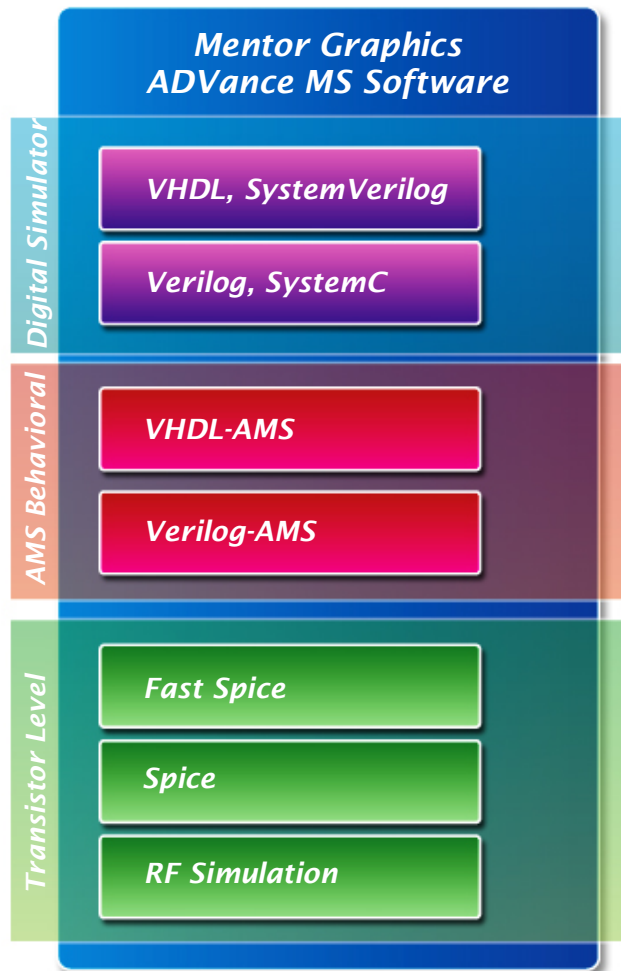 Mentor Graphics
ADVance MS Software
Digital Simulator
VHDL, SystemVerilog
Verilog, SystemC
AMS Behavioral
VHDL-AMS
Verilog-AMS
Transistor Level
Fast Spice
Spice
RF Simulation